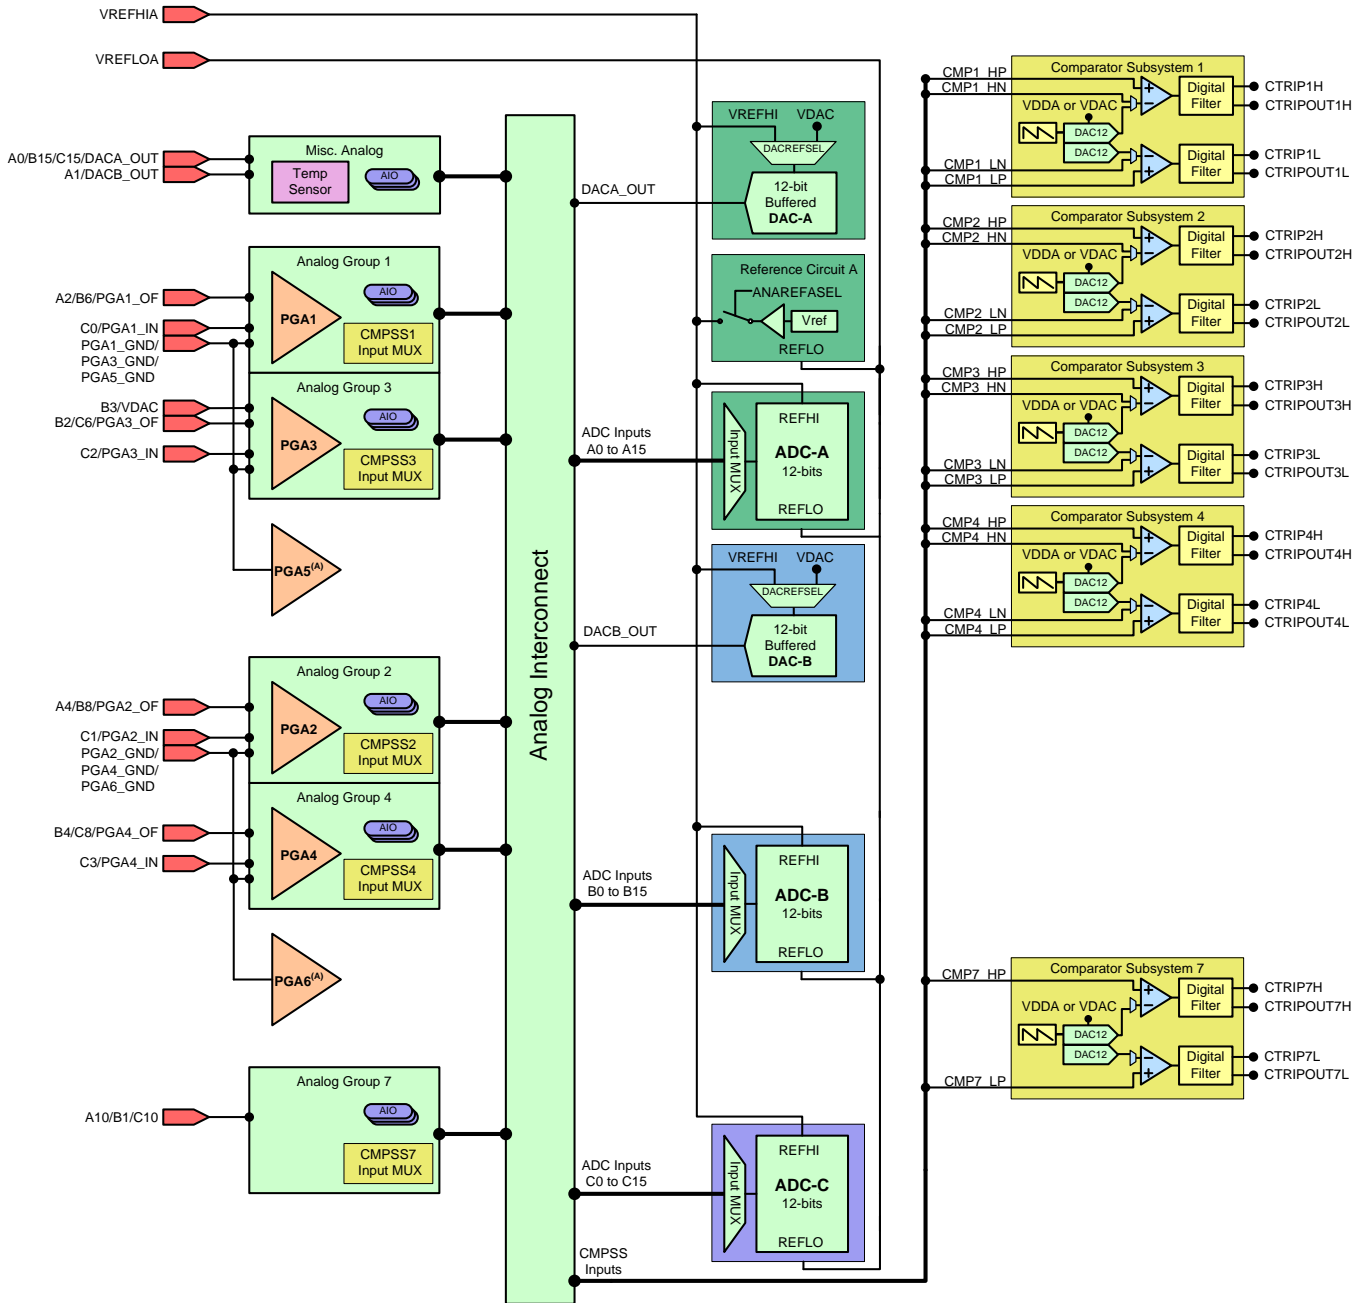 VREFHIA
VREFLOA
A0/B15/C15/DACA_OUT
A1/DACB_OUT
Misc. Analog
Temp
Sensor
AIO
A2/B6/PGA1_OF
C0/PGA1_IN
PGA1_GND/
PGA3_GND/
PGA5_GND
Analog Group 1
PGA1
AIO
CMPSS1
Input MUX
B3/VDAC
B2/C6/PGA3_OF
C2/PGA3_IN
Analog Group 3
PGA3
AIO
CMPSS3
Input MUX
PGA5(A)
A4/B8/PGA2_OF
C1/PGA2_IN
PGA2_GND/
PGA4_GND/
PGA6_GND
Analog Group 2
PGA2
AIO
CMPSS2
Input MUX
B4/C8/PGA4_OF
C3/PGA4_IN
Analog Group 4
PGA4
AIO
CMPSS4
Input MUX
PGA6(A)
A10/B1/C10
Analog Group 7
AIO
CMPSS7
Input MUX
Analog Interconnect
DACA_OUT
VREFHI
VDAC
DACREFSEL
12-bit
Buffered
DAC-A
Reference Circuit A
ANAREFASEL
Vref
REFLO
ADC Inputs
A0 to A15
Input MUX
REFHI
ADC-A
12-bits
REFLO
DACB_OUT
VREFHI
VDAC
DACREFSEL
12-bit
Buffered
DAC-B
ADC Inputs
B0 to B15
Input MUX
REFHI
ADC-B
12-bits
REFLO
ADC Inputs
C0 to C15
Input MUX
REFHI
ADC-C
12-bits
REFLO
CMPSS
Inputs
CMP1_HP
CMP1_HN
CMP1_LN
CMP1_LP
Comparator Subsystem 1
VDDA or VDAC
DAC12
DAC12
Digital
Filter
Digital
Filter
CTRIP1H
CTRIPOUT1H
CTRIP1L
CTRIPOUT1L
CMP2_HP
CMP2_HN
CMP2_LN
CMP2_LP
Comparator Subsystem 2
VDDA or VDAC
DAC12
DAC12
Digital
Filter
Digital
Filter
CTRIP2H
CTRIPOUT2H
CTRIP2L
CTRIPOUT2L
CMP3_HP
CMP3_HN
CMP3_LN
CMP3_LP
Comparator Subsystem 3
VDDA or VDAC
DAC12
DAC12
Digital
Filter
Digital
Filter
CTRIP3H
CTRIPOUT3H
CTRIP3L
CTRIPOUT3L
CMP4_HP
CMP4_HN
CMP4_LN
CMP4_LP
Comparator Subsystem 4
VDDA or VDAC
DAC12
DAC12
Digital
Filter
Digital
Filter
CTRIP4H
CTRIPOUT4H
CTRIP4L
CTRIPOUT4L
CMP7_HP
CMP7_LP
Comparator Subsystem 7
VDDA or VDAC
DAC12
DAC12
Digital
Filter
Digital
Filter
CTRIP7H
CTRIPOUT7H
CTRIP7L
CTRIPOUT7L